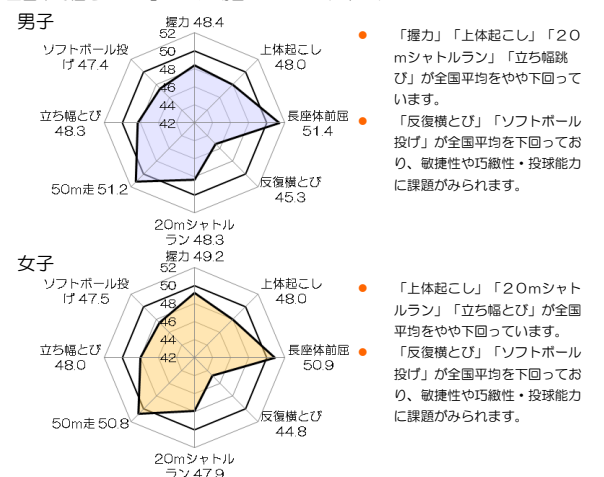 男子
握力 48.4
上体起こし
48.0
長座体前屈
51.4
反復横とび
45.3
20mシャトル
ラン 48.3
50m走 51.2
立ち幅とび
48.3
ソフトボール投
げ 47.4
52
50
48
46
44
42
「握力」「上体起こし」「20
mシャトルラン」「立ち幅跳
び」が全国平均をやや下回って
います。
「反復横とび」「ソフトボール
投げ」が全国平均を下回ってお
り、敏捷性や巧緻性・投球能力
に課題がみられます。
女子
握力 49.2
上体起こし
48.0
長座体前屈
50.9
反復横とび
44.8
20mシャトル
ラン 47.9
50m走 50.8
立ち幅とび
48.0
ソフトボール投
げ 47.5
52
50
48
46
44
42
「上体起こし」「20mシャト
ルラン」「立ち幅とび」が全国
平均をやや下回っています。
「反復横とび」「ソフトボール
投げ」が全国平均を下回ってお
り、敏捷性や巧緻性・投球能力
に課題がみられます。